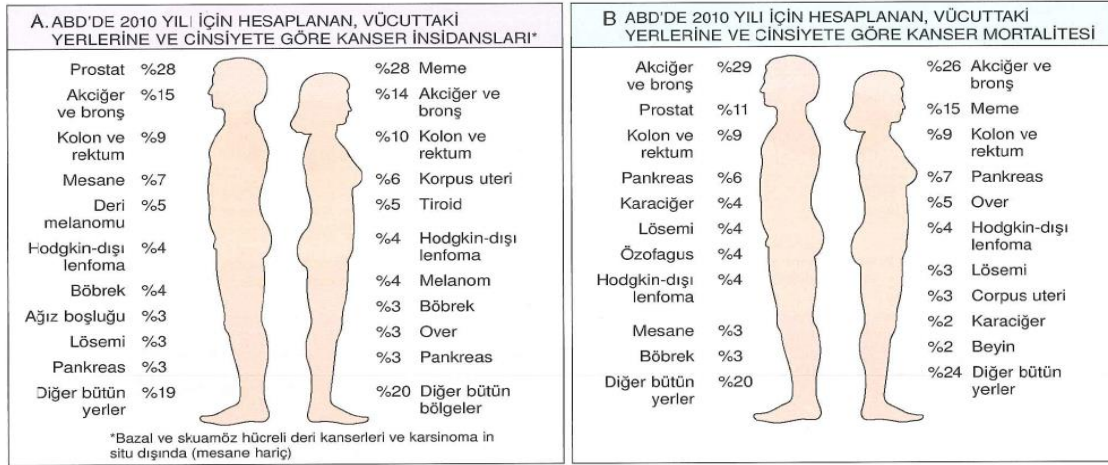 A. ABD'DE 2010 YILI İÇİN HESAPLANAN, VÜCUTTAKİ
YERLERİNE VE CİNSİYETE GÖRE KANSER İNSİDANSLARI*
Prostat %28
Akciğer %15
ve bronş
Kolon ve %9
rektum
Mesane %7
Deri %5
melanomu
Hodgkin-dışı %4
lenfoma
Böbrek %4
Ağız boşluğu %3
Lösemi %3
Pankreas %3
Diğer bütün %19
yerler
%28 Meme
%14 Akciğer ve
bronş
%10 Kolon ve
rektum
%6 Korpus uteri
%5 Tiroid
%4 Hodgkin-dışı
lenfoma
%4 Melanom
%3 Böbrek
%3 Over
%3 Pankreas
%20 Diğer bütün
bölgeler
*Bazal ve skuamöz hücreli deri kanserleri ve karsinoma in
situ dışında (mesane hariç)
B ABD'DE 2010 YILI İÇİN HESAPLANAN, VÜCUTTAKİ
YERLERİNE VE CİNSİYETE GÖRE KANSER MORTALİTESİ
Akciğer %29
ve bronş
Prostat %11
Kolon ve %9
rektum
Pankreas %6
Karaciğer %4
Lösemi %4
Özofagus %4
Hodgkin-dışı %4
lenfoma
Mesane %3
Böbrek %3
Diğer bütün %20
yerler
%26 Akciğer ve
bronş
%15 Meme
%9 Kolon ve
rektum
%7 Pankreas
%5 Over
%4 Hodgkin-dışı
lenfoma
%3 Lösemi
%3 Corpus uteri
%2 Karaciğer
%2 Beyin
%24 Diğer bütün
yerler